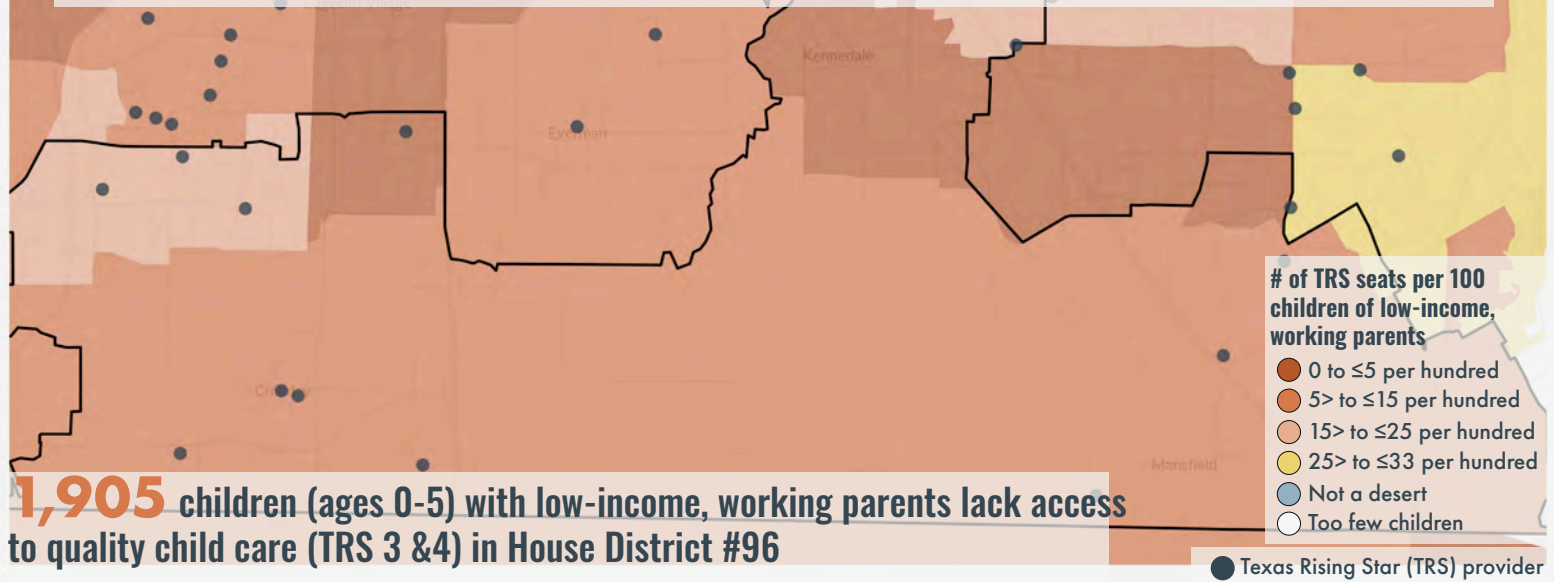 Kennedale
Everman
Mansfield
# of TRS seats per 100
children of low-income,
working parents
0 to ≤5 per hundred
5> to ≤15 per hundred
15> to ≤25 per hundred
25> to ≤33 per hundred
Not a desert
Too few children
1,905 children (ages 0-5) with low-income, working parents lack access
to quality child care (TRS 3 &4) in House District #96
Texas Rising Star (TRS) provider